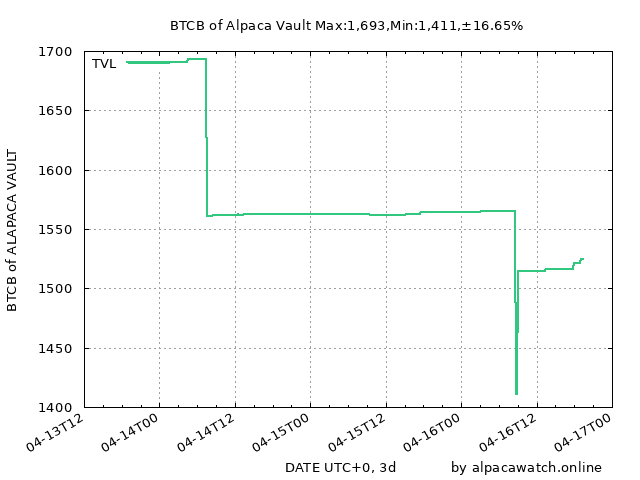 BTCB of Alpaca Vault Max:1,693,Min:1,411,±16.65%
TVL
BTCB of ALAPACA VAULT
1700
1650
1600
1550
1500
1450
1400
04-13T12
04-14T00
04-14T12
04-15T00
04-15T12
04-16T00
04-16T12
04-17T00
DATE UTC+0, 3d
by alpacawatch.online